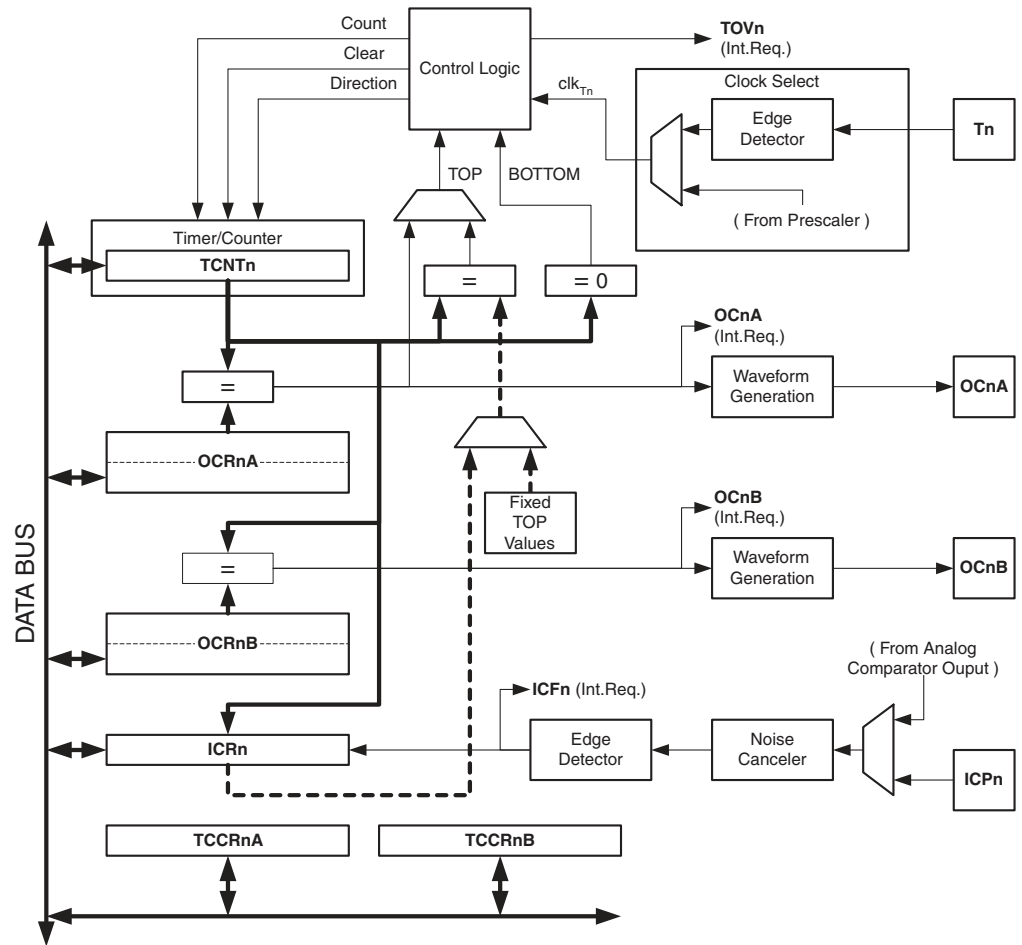 Count
TOVn
(Int.Req.)
Clear
Control Logic
Clock Select
Direction
clkTn
Edge
Detector
Tn
TOP
BOTTOM
( From Prescaler )
Timer/Counter
TCNTn
=
= 0
OCnA
(Int.Req.)
=
Waveform
Generation
OCnA
OCRnA
Fixed
TOP
Values
OCnB
(Int.Req.)
=
Waveform
Generation
OCnB
DATA BUS
OCRnB
( From Analog
Comparator Ouput )
ICFn (Int.Req.)
ICRn
Edge
Detector
Noise
Canceler
ICPn
TCCRnA
TCCRnB